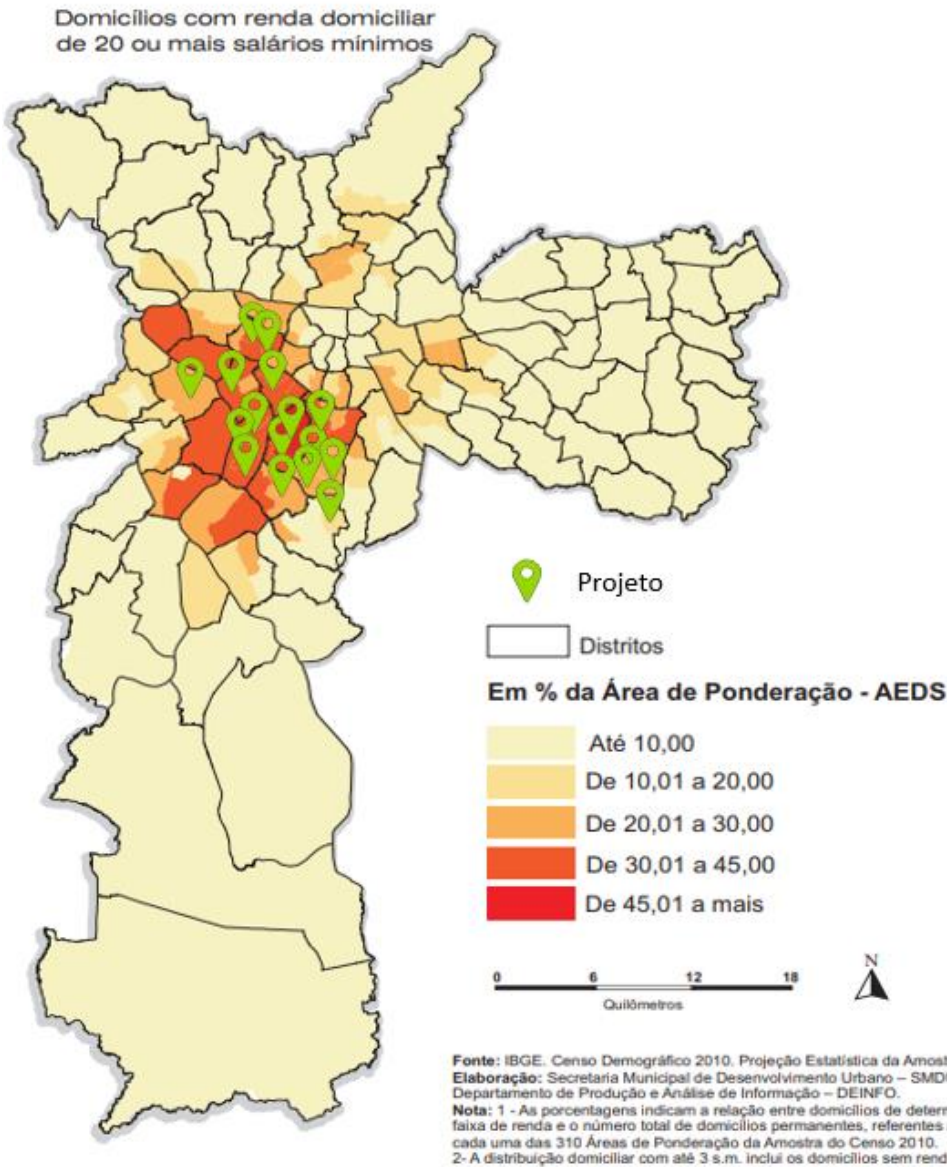 Domicílios com renda domiciliar
de 20 ou mais salários mínimos
Projeto
Distritos
Em % da Área de Ponderação - AEDS
Até 10,00
De 10,01 a 20,00
De 20,01 a 30,00
De 30,01 a 45,00
De 45,01 a mais
0 6 12 18
Quilômetros
N
Fonte: IBGE. Censo Demográfico 2010. Projeção Estatística da Amost
Elaboração: Secretaria Municipal de Desenvolvimento Urbano – SMD
Departamento de Produção e Análise de Informação – DEINFO.
Nota: 1 - As porcentagens indicam a relação entre domicílios de determ
faixa de renda e o número total de domicílios permanentes, referentes
cada uma das 310 Áreas de Ponderação da Amostra do Censo 2010.
2- A distribuição domiciliar com até 3 s.m. inclui os domicílios sem rend